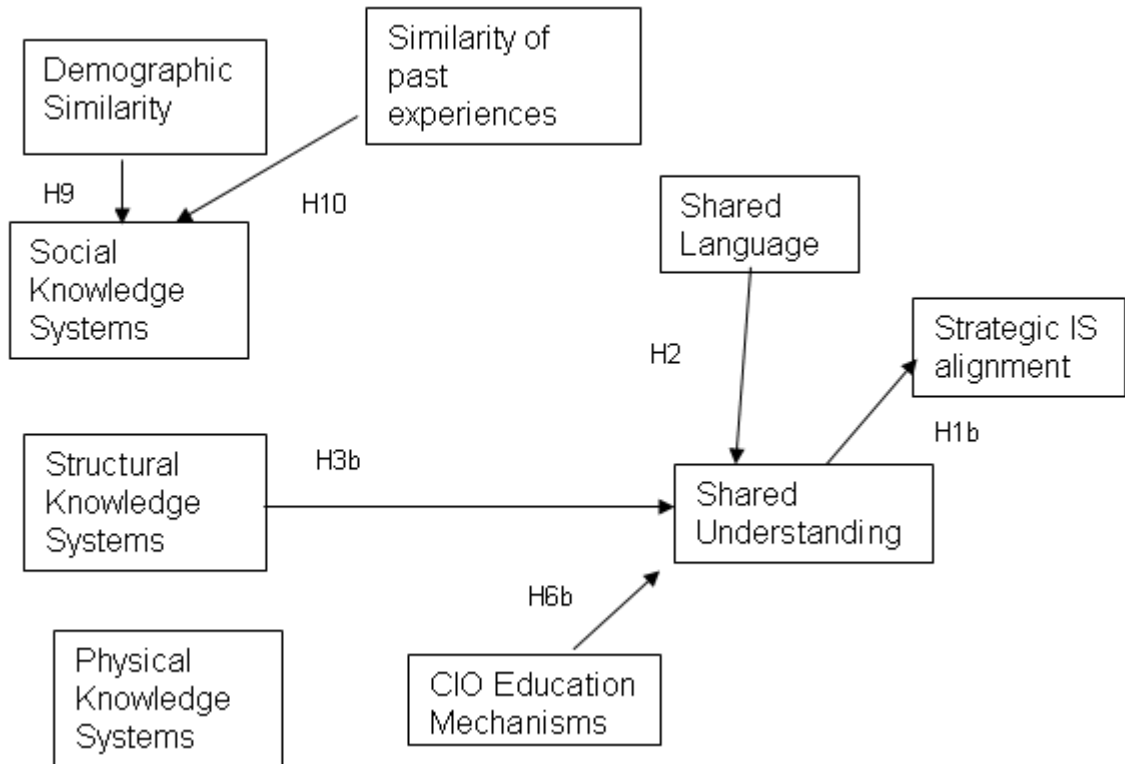 Demographic
Similarity
Similarity of
past
experiences
H9
H10
Social
Knowledge
Systems
Shared
Language
H2
Strategic IS
alignment
H1b
Structural
Knowledge
Systems
H3b
Shared
Understanding
H6b
Physical
Knowledge
Systems
CIO Education
Mechanisms